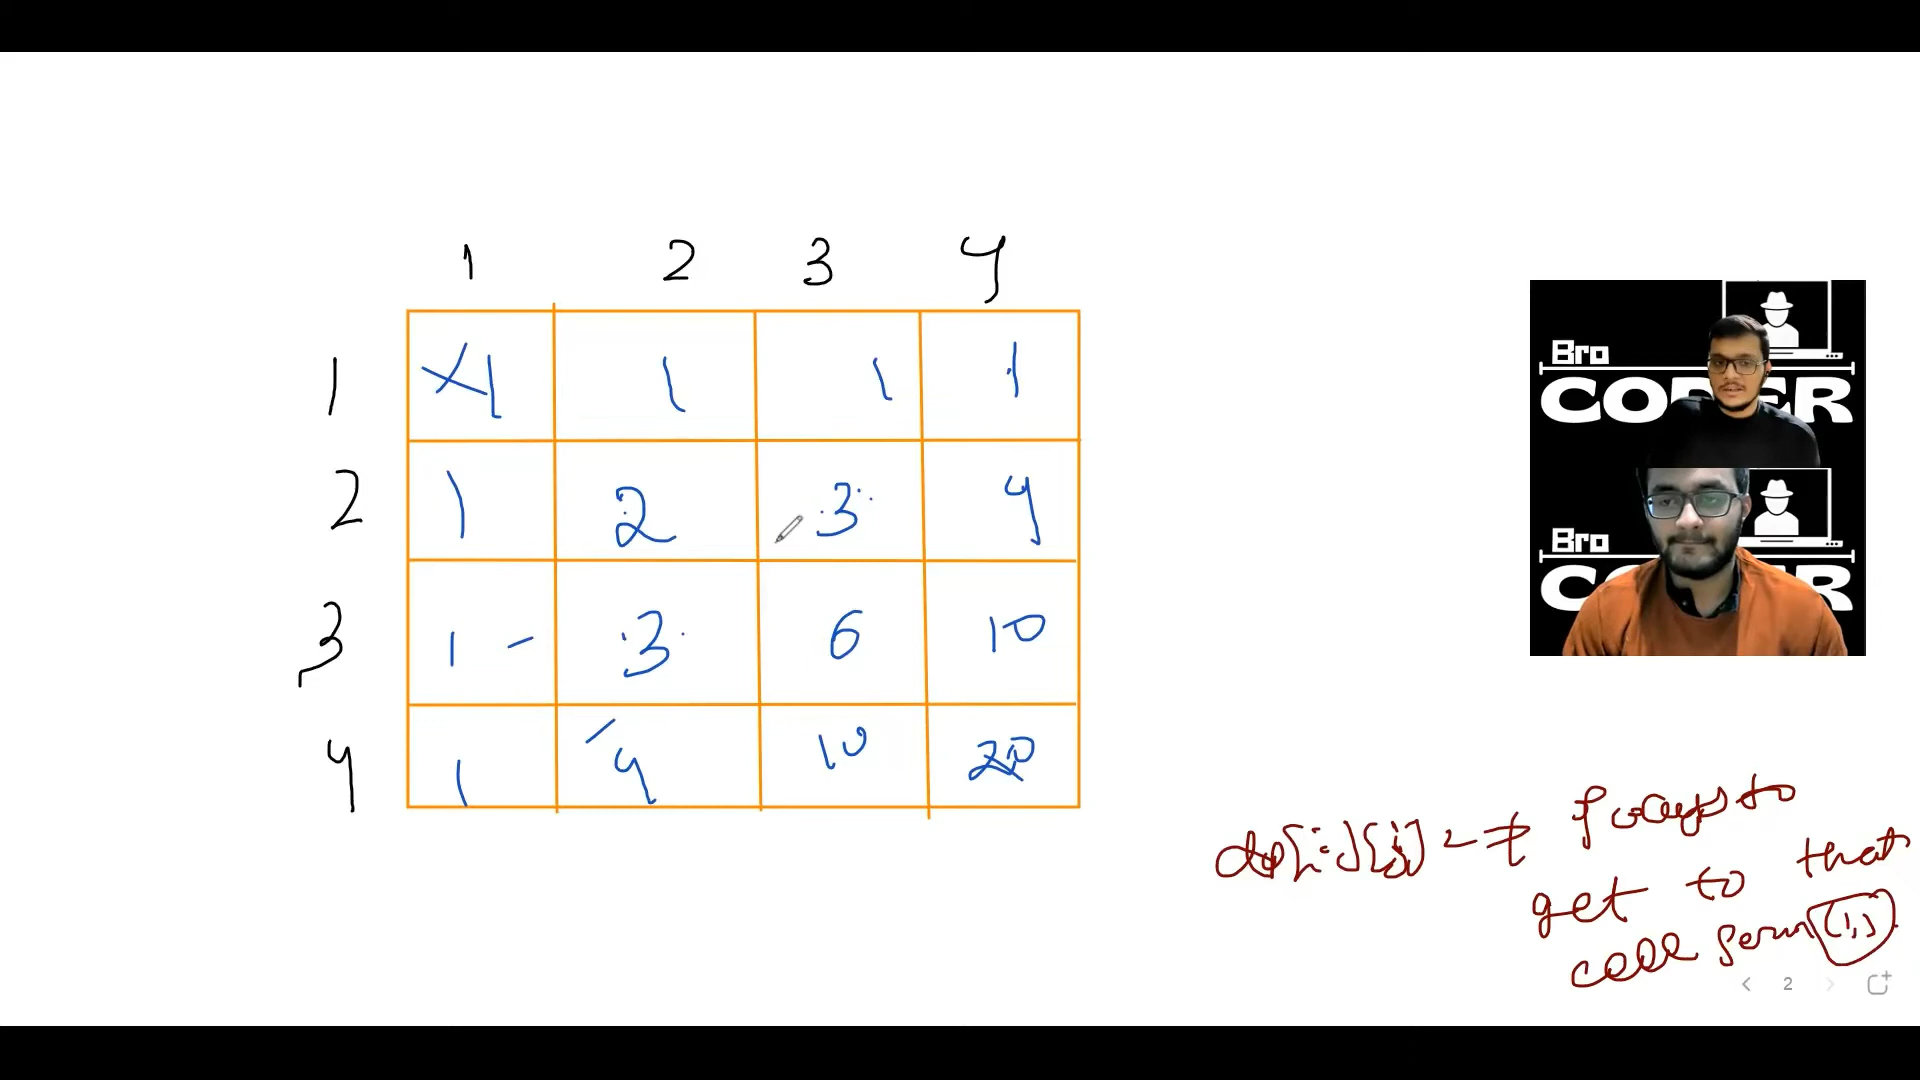 1 2 3 4
1 1 1 1 1
2 1 2 3 4
3 1 - 3 6 10
4 1 4 10 20
dp[i][j] → # ways to
get to that
cell from (1,1)
Bro
CODER
Bro
CODER
2